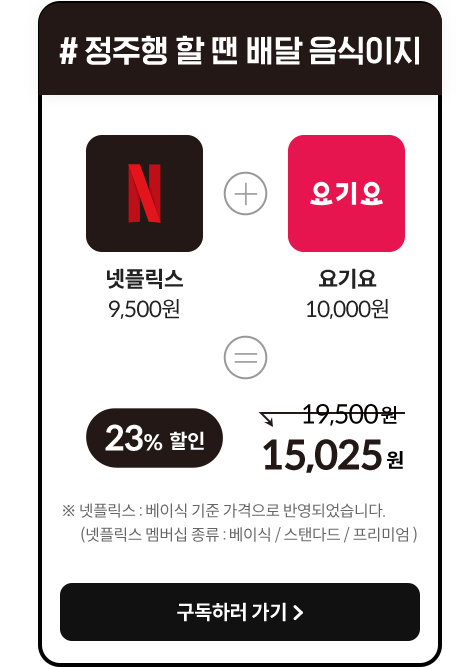 # 정주행 할 땐 배달 음식이지
N
요기요
넷플릭스
9,500원
요기요
10,000원
23% 할인
19,500원
15,025원
※ 넷플릭스 : 베이식 기준 가격으로 반영되었습니다.
(넷플릭스 멤버십 종류 : 베이식 / 스탠다드 / 프리미엄 )
구독하러 가기 >